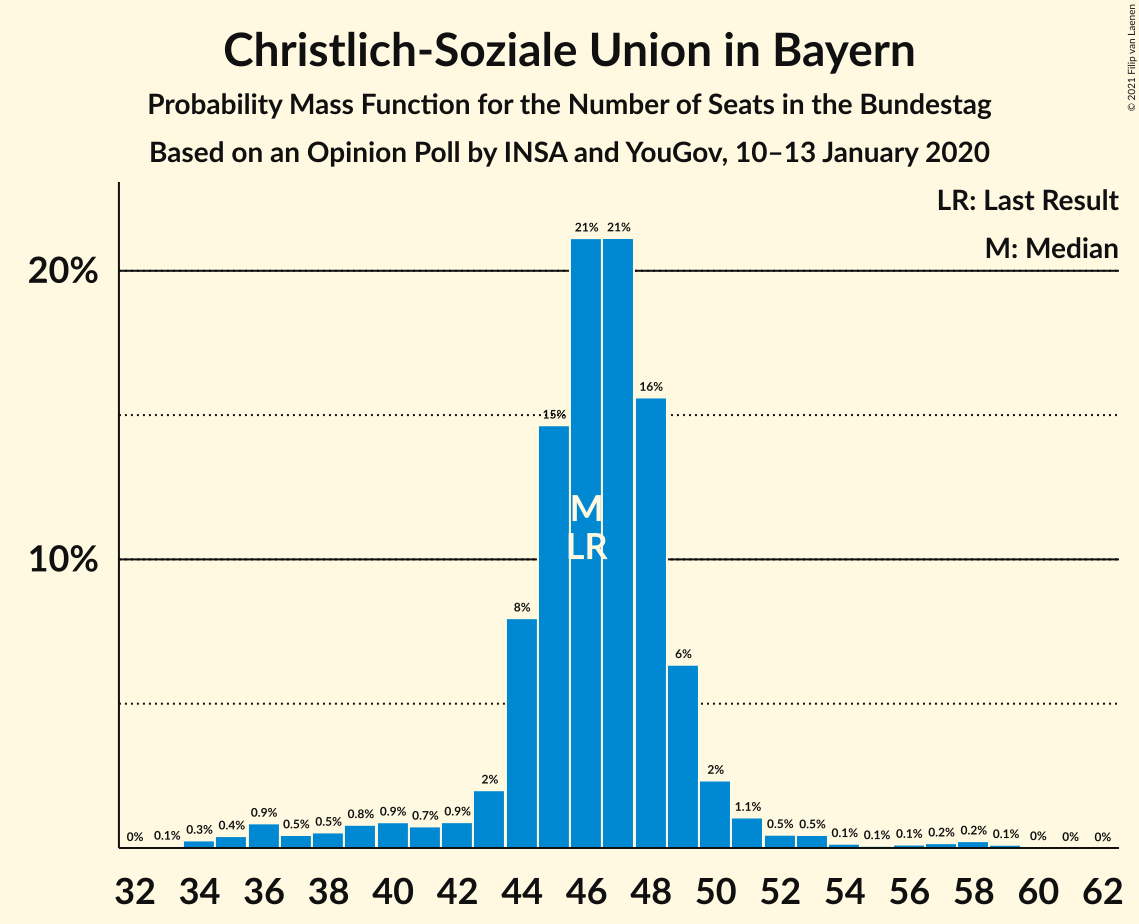 Christlich-Soziale Union in Bayern
Probability Mass Function for the Number of Seats in the Bundestag
Based on an Opinion Poll by INSA and YouGov, 10–13 January 2020
© 2021 Filip van Laenen
LR: Last Result
M: Median
20%
10%
0% 0.1% 0.3% 0.4% 0.9% 0.5% 0.5% 0.8% 0.9% 0.7% 0.9% 2% 8% 15% 21% 21% 16% 6% 2% 1.1% 0.5% 0.5% 0.1% 0.1% 0.1% 0.2% 0.2% 0.1% 0% 0% 0%
M
LR
32 34 36 38 40 42 44 46 48 50 52 54 56 58 60 62